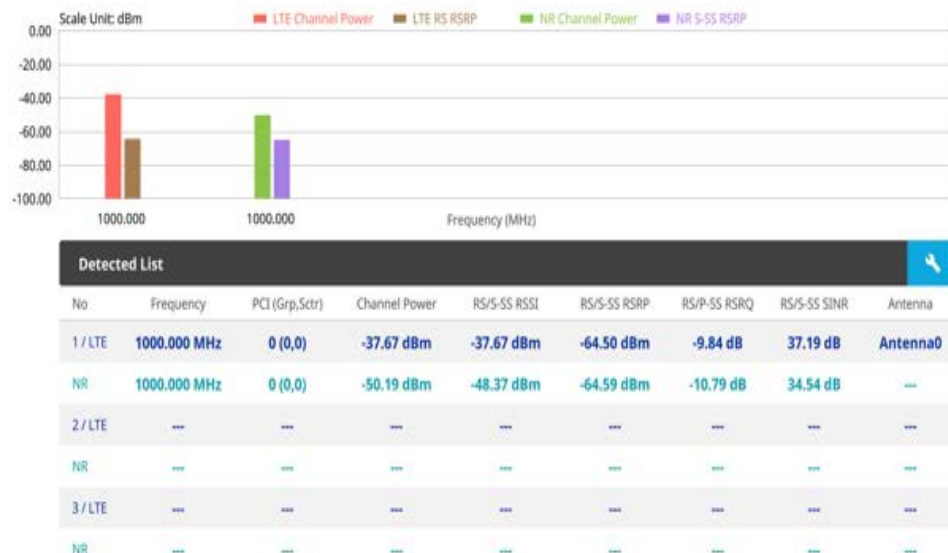 Scale Unit: dBm LTE Channel Power LTE RS RSRP NR Channel Power NR S-SS RSRP
0.00
-20.00
-40.00
-60.00
-80.00
-100.00
1000.000 1000.000 Frequency (MHz)
Detected List
No Frequency PCI (Grp,Sctr) Channel Power RS/S-SS RSSI RS/S-SS RSRP RS/P-SS RSRQ RS/S-SS SINR Antenna
1 / LTE 1000.000 MHz 0 (0,0) -37.67 dBm -37.67 dBm -64.50 dBm -9.84 dB 37.19 dB Antenna0
NR 1000.000 MHz 0 (0,0) -50.19 dBm -48.37 dBm -64.59 dBm -10.79 dB 34.54 dB ---
2 / LTE --- --- --- --- --- --- --- ---
NR --- --- --- --- --- --- --- ---
3 / LTE --- --- --- --- --- --- --- ---
NR --- --- --- --- --- --- --- ---